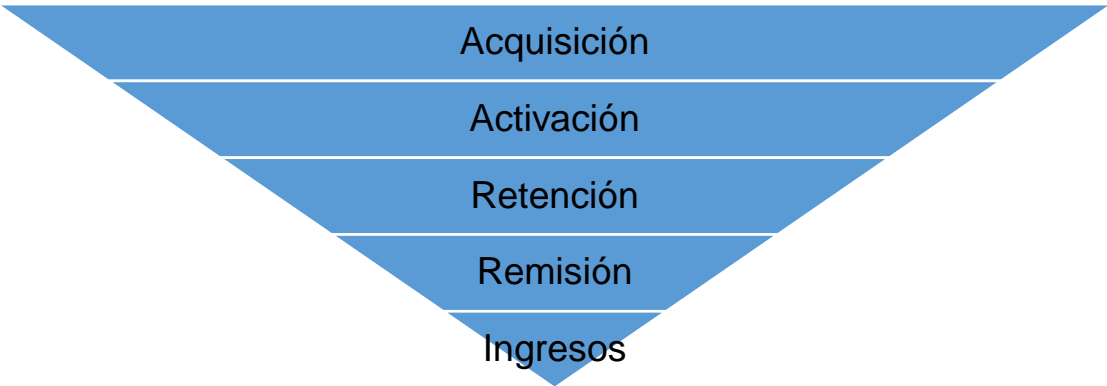 Acquisición
Activación
Retención
Remisión
Ingresos